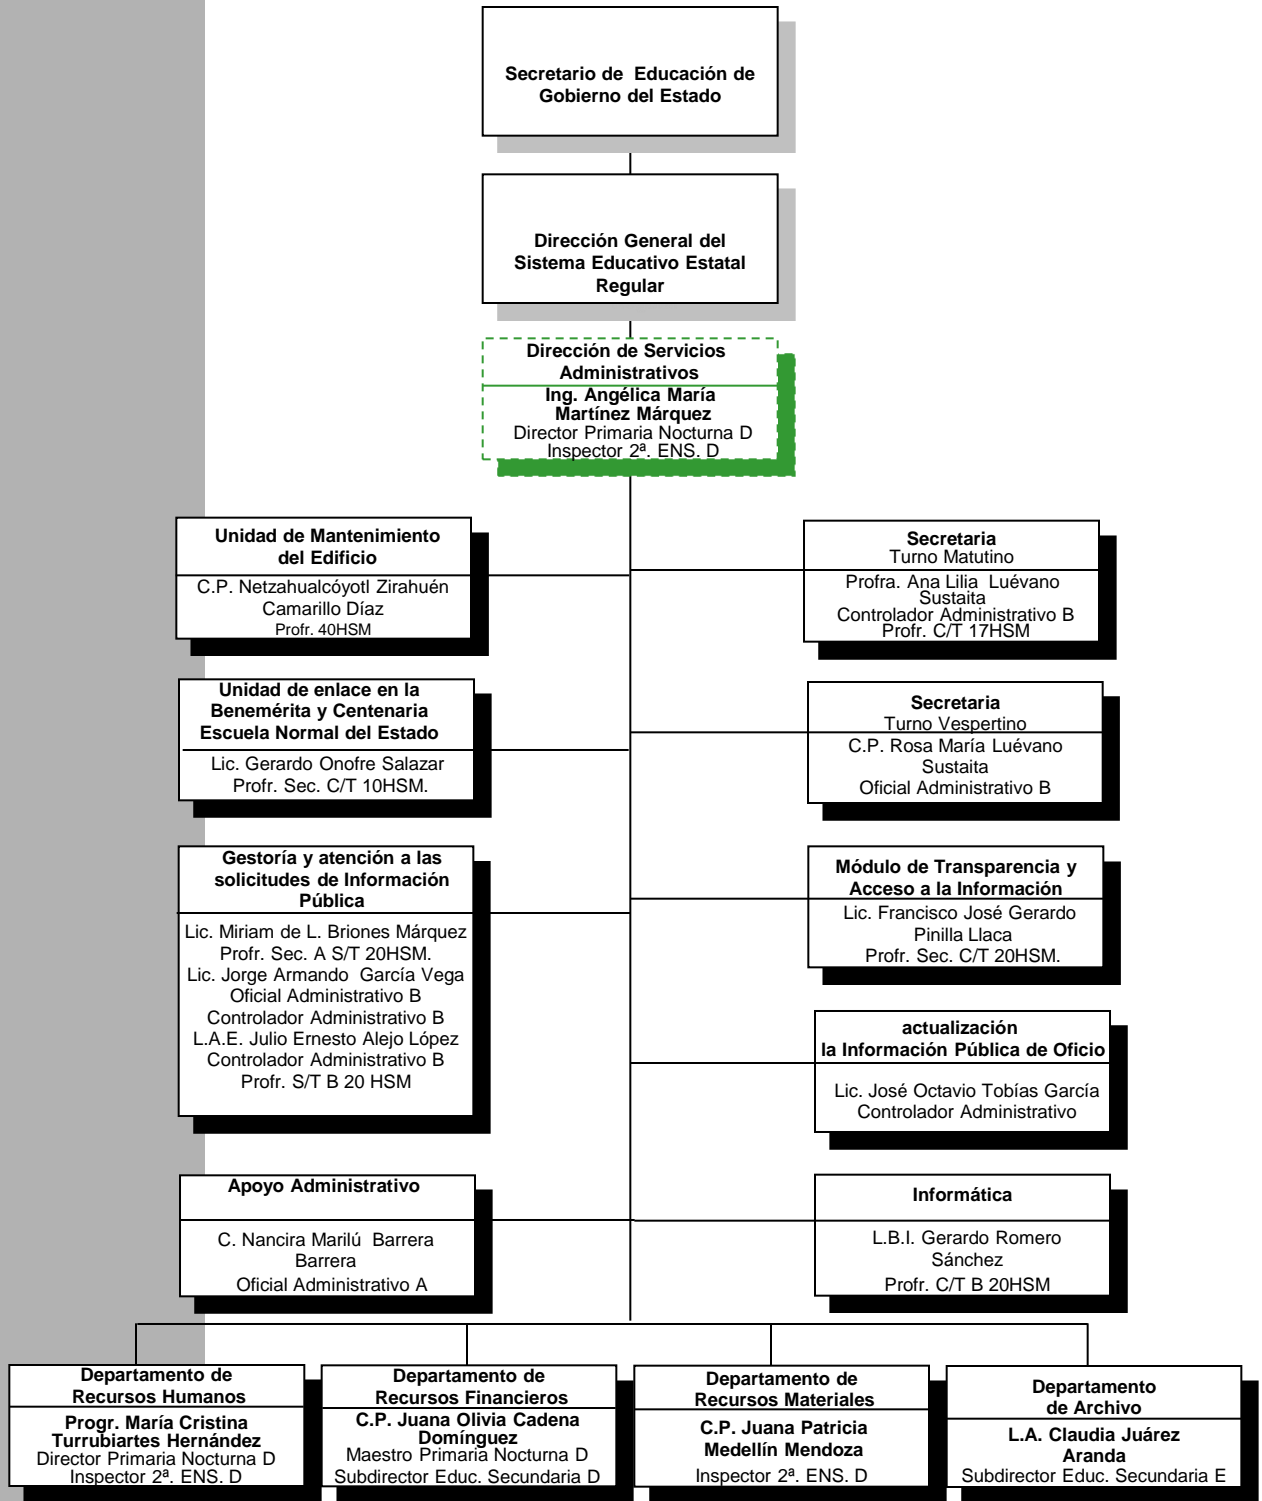 Secretario de Educación de
Gobierno del Estado
Dirección General del
Sistema Educativo Estatal
Regular
Dirección de Servicios
Administrativos
Ing. Angélica María
Martínez Márquez
Director Primaria Nocturna D
Inspector 2ª. ENS. D
Unidad de Mantenimiento
del Edificio
C.P. Netzahualcóyotl Zirahuén
Camarillo Díaz
Profr. 40HSM
Secretaria
Turno Matutino
Profra. Ana Lilia Luévano
Sustaita
Controlador Administrativo B
Profr. C/T 17HSM
Unidad de enlace en la
Benemérita y Centenaria
Escuela Normal del Estado
Lic. Gerardo Onofre Salazar
Profr. Sec. C/T 10HSM.
Secretaria
Turno Vespertino
C.P. Rosa María Luévano
Sustaita
Oficial Administrativo B
Gestoría y atención a las
solicitudes de Información
Pública
Lic. Miriam de L. Briones Márquez
Profr. Sec. A S/T 20HSM.
Lic. Jorge Armando García Vega
Oficial Administrativo B
Controlador Administrativo B
L.A.E. Julio Ernesto Alejo López
Controlador Administrativo B
Profr. S/T B 20 HSM
Módulo de Transparencia y
Acceso a la Información
Lic. Francisco José Gerardo
Pinilla Llaca
Profr. Sec. C/T 20HSM.
actualización
la Información Pública de Oficio
Lic. José Octavio Tobías García
Controlador Administrativo
Apoyo Administrativo
C. Nancira Marilú Barrera
Barrera
Oficial Administrativo A
Informática
L.B.I. Gerardo Romero
Sánchez
Profr. C/T B 20HSM
Departamento de
Recursos Humanos
Progr. María Cristina
Turrubiartes Hernández
Director Primaria Nocturna D
Inspector 2ª. ENS. D
Departamento de
Recursos Financieros
C.P. Juana Olivia Cadena
Domínguez
Maestro Primaria Nocturna D
Subdirector Educ. Secundaria D
Departamento de
Recursos Materiales
C.P. Juana Patricia
Medellín Mendoza
Inspector 2ª. ENS. D
Departamento
de Archivo
L.A. Claudia Juárez
Aranda
Subdirector Educ. Secundaria E